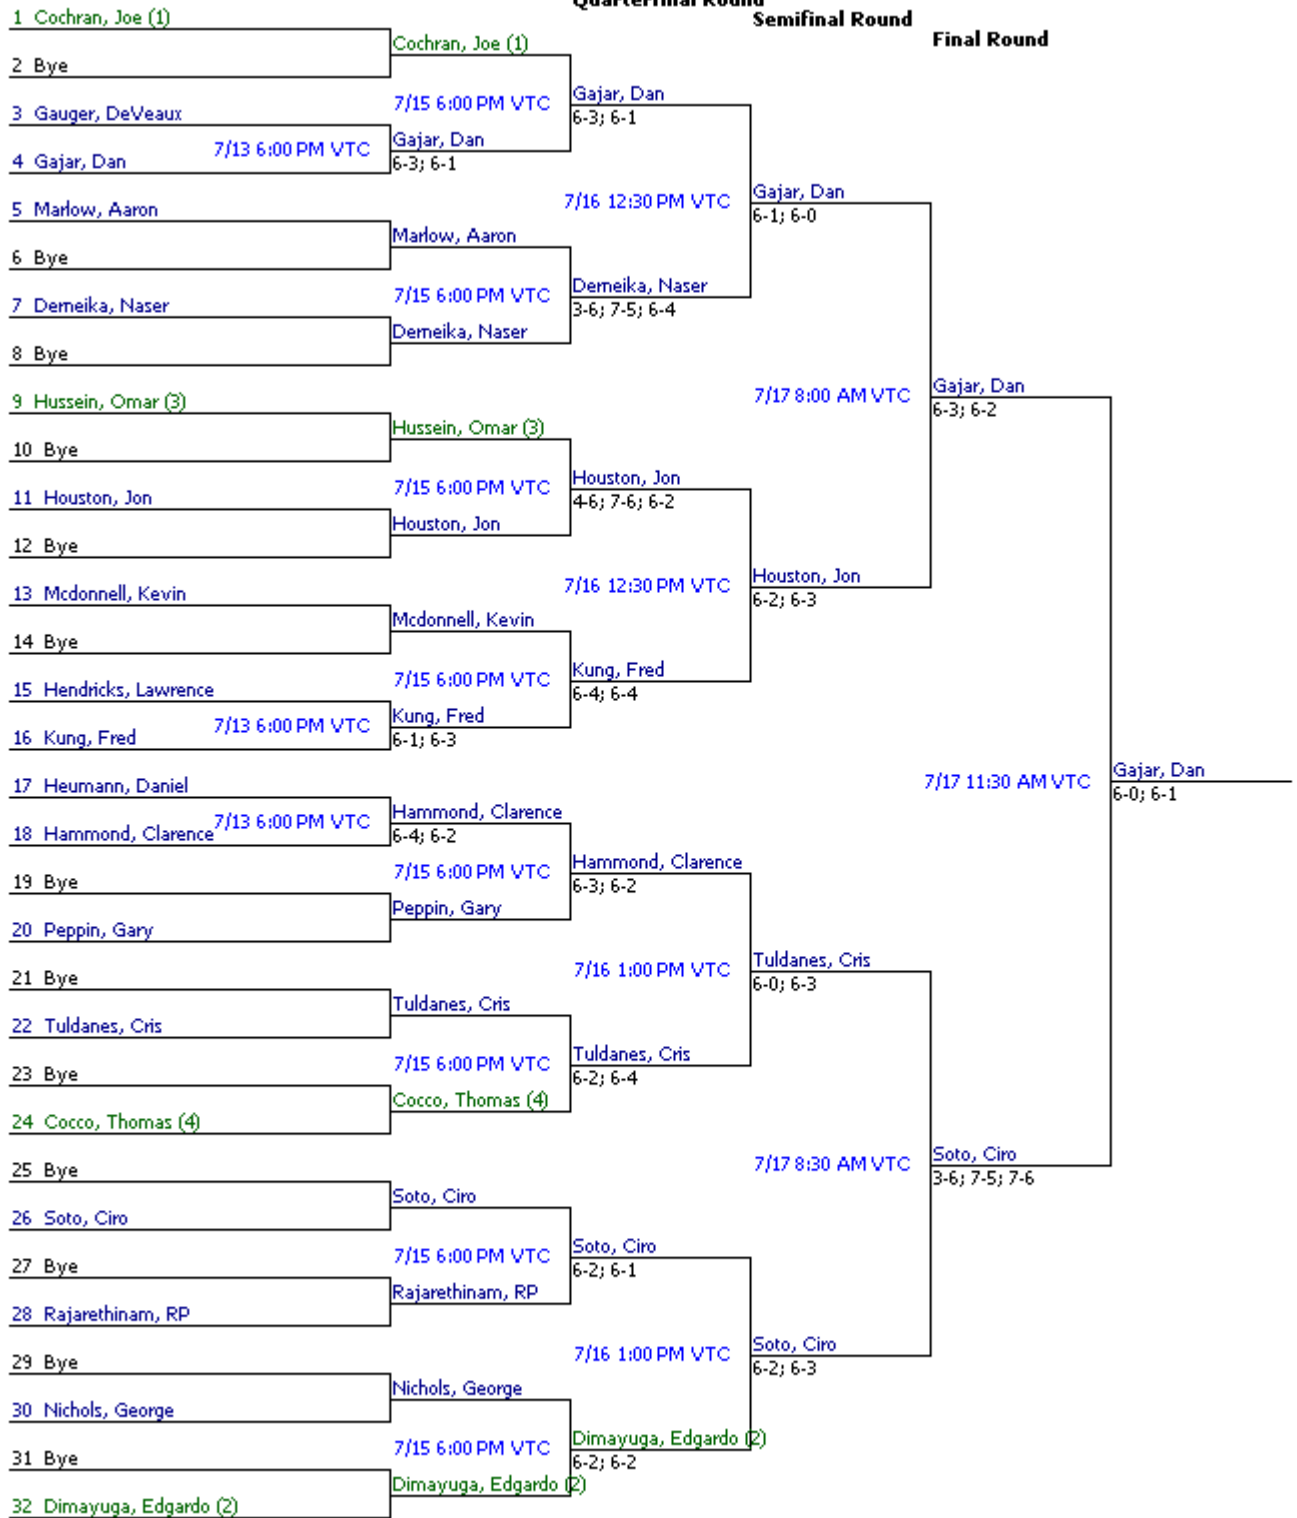 Quarterfinal Round
Semifinal Round
Final Round
1 Cochran, Joe (1)
Cochran, Joe (1)
2 Bye
7/15 6:00 PM VTC
Gajar, Dan
6-3; 6-1
3 Gauger, DeVeaux
7/13 6:00 PM VTC
Gajar, Dan
6-3; 6-1
4 Gajar, Dan
7/16 12:30 PM VTC
Gajar, Dan
6-1; 6-0
5 Marlow, Aaron
Marlow, Aaron
6 Bye
7/15 6:00 PM VTC
Derneika, Naser
3-6; 7-5; 6-4
7 Derneika, Naser
Derneika, Naser
8 Bye
7/17 8:00 AM VTC
Gajar, Dan
6-3; 6-2
9 Hussein, Omar (3)
Hussein, Omar (3)
10 Bye
7/15 6:00 PM VTC
Houston, Jon
4-6; 7-6; 6-2
11 Houston, Jon
Houston, Jon
12 Bye
7/16 12:30 PM VTC
Houston, Jon
6-2; 6-3
13 Mcdonnell, Kevin
Mcdonnell, Kevin
14 Bye
7/15 6:00 PM VTC
Kung, Fred
6-4; 6-4
15 Hendricks, Lawrence
7/13 6:00 PM VTC
Kung, Fred
6-1; 6-3
16 Kung, Fred
7/17 11:30 AM VTC
Gajar, Dan
6-0; 6-1
17 Heumann, Daniel
7/13 6:00 PM VTC
Hammond, Clarence
6-4; 6-2
18 Hammond, Clarence
7/15 6:00 PM VTC
Hammond, Clarence
6-3; 6-2
19 Bye
Peppin, Gary
20 Peppin, Gary
7/16 1:00 PM VTC
Tuldanes, Cris
6-0; 6-3
21 Bye
Tuldanes, Cris
22 Tuldanes, Cris
7/15 6:00 PM VTC
Tuldanes, Cris
6-2; 6-4
23 Bye
Cocco, Thomas (4)
24 Cocco, Thomas (4)
7/17 8:30 AM VTC
Soto, Ciro
3-6; 7-5; 7-6
25 Bye
Soto, Ciro
26 Soto, Ciro
7/15 6:00 PM VTC
Soto, Ciro
6-2; 6-1
27 Bye
Rajarethinam, RP
28 Rajarethinam, RP
7/16 1:00 PM VTC
Soto, Ciro
6-2; 6-3
29 Bye
Nichols, George
30 Nichols, George
7/15 6:00 PM VTC
Dimayuga, Edgardo (2)
6-2; 6-2
31 Bye
Dimayuga, Edgardo (2)
32 Dimayuga, Edgardo (2)